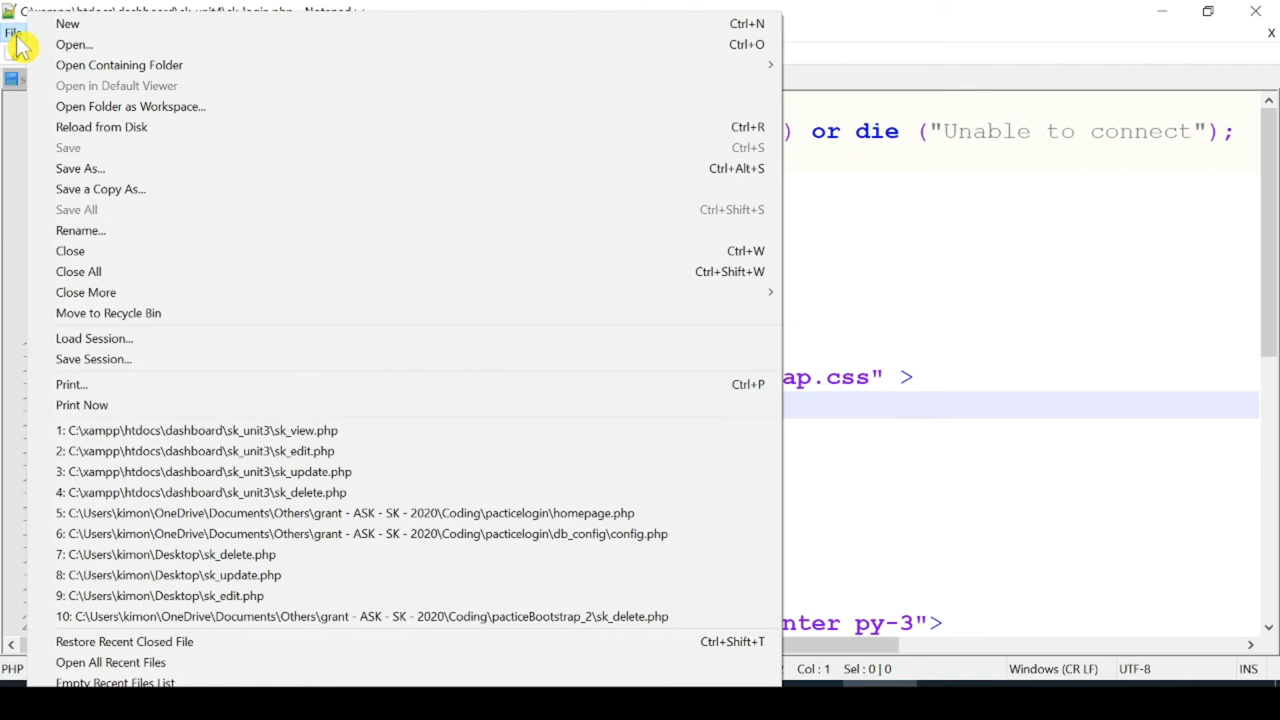 File
New Ctrl+N
Open... Ctrl+O
Open Containing Folder
Open in Default Viewer
Open Folder as Workspace...
Reload from Disk Ctrl+R
Save Ctrl+S
Save As... Ctrl+Alt+S
Save a Copy As...
Save All Ctrl+Shift+S
Rename...
Close Ctrl+W
Close All Ctrl+Shift+W
Close More
Move to Recycle Bin
Load Session...
Save Session...
Print... Ctrl+P
Print Now
1: C:\xampp\htdocs\dashboard\sk_unit3\sk_view.php
2: C:\xampp\htdocs\dashboard\sk_unit3\sk_edit.php
3: C:\xampp\htdocs\dashboard\sk_unit3\sk_update.php
4: C:\xampp\htdocs\dashboard\sk_unit3\sk_delete.php
5: C:\Users\kimon\OneDrive\Documents\Others\grant - ASK - SK - 2020\Coding\pacticelogin\homepage.php
6: C:\Users\kimon\OneDrive\Documents\Others\grant - ASK - SK - 2020\Coding\pacticelogin\db_config\config.php
7: C:\Users\kimon\Desktop\sk_delete.php
8: C:\Users\kimon\Desktop\sk_update.php
9: C:\Users\kimon\Desktop\sk_edit.php
10: C:\Users\kimon\OneDrive\Documents\Others\grant - ASK - SK - 2020\Coding\pacticeBootstrap_2\sk_delete.php
Restore Recent Closed File Ctrl+Shift+T
Open All Recent Files
Empty Recent Files List
) or die ("Unable to connect");
ap.css" >
nter py-3">
PHP Col : 1 Sel : 0 | 0 Windows (CR LF) UTF-8 INS